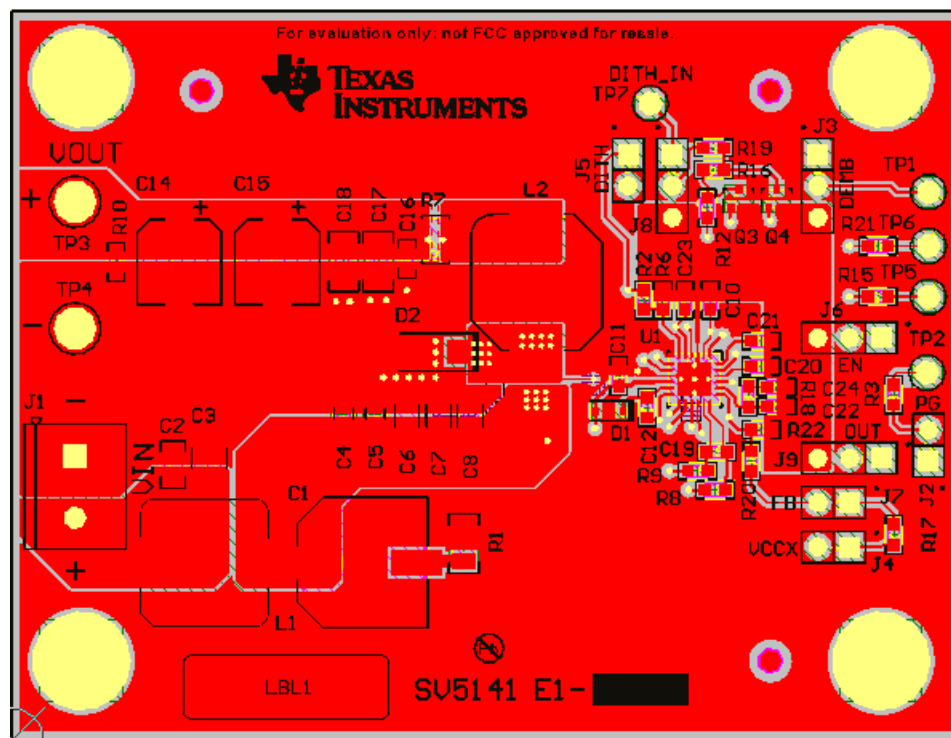 For evaluation only; not FCC approved for resale.
TEXAS
INSTRUMENTS
DITH_IN
TP7
J3
VOUT
J5
DITH
R19
DEMB
TP1
C14
C15
L2
R16
+
R10
+
+
C18
C17
C16
R7
TP3
J8
R12
Q3
Q4
R21
TP6
TP4
R2
R6
C23
C10
R15
TP5
-
D2
U1
C21
J6
TP2
C11
C20
EN
J1
-
R18
C24
R3
PG
C2
C3
VIN
C4
C5
C6
C7
C8
D1
C12
C22
R22
OUT
C19
J9
R9
R8
R20
J2
C1
FB
J7
R1
R17
+
VCCX
J4
L1
Pb
LBL1
SV5141 E1-